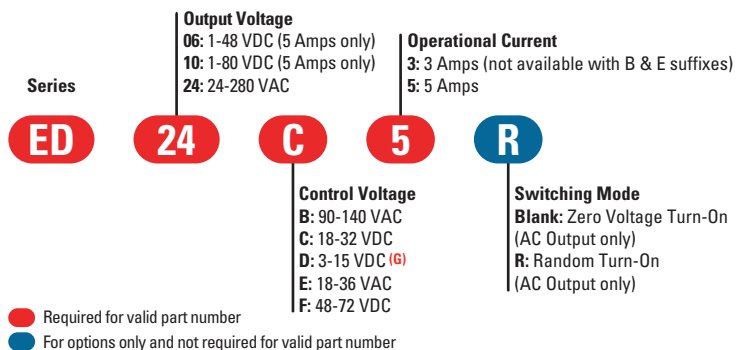 Output Voltage
06: 1-48 VDC (5 Amps only)
10: 1-80 VDC (5 Amps only)
24: 24-280 VAC
Operational Current
3: 3 Amps (not available with B & E suffixes)
5: 5 Amps
Series
ED 24 C 5 R
Control Voltage
B: 90-140 VAC
C: 18-32 VDC
D: 3-15 VDC (G)
E: 18-36 VAC
F: 48-72 VDC
Switching Mode
Blank: Zero Voltage Turn-On
(AC Output only)
R: Random Turn-On
(AC Output only)
Required for valid part number
For options only and not required for valid part number